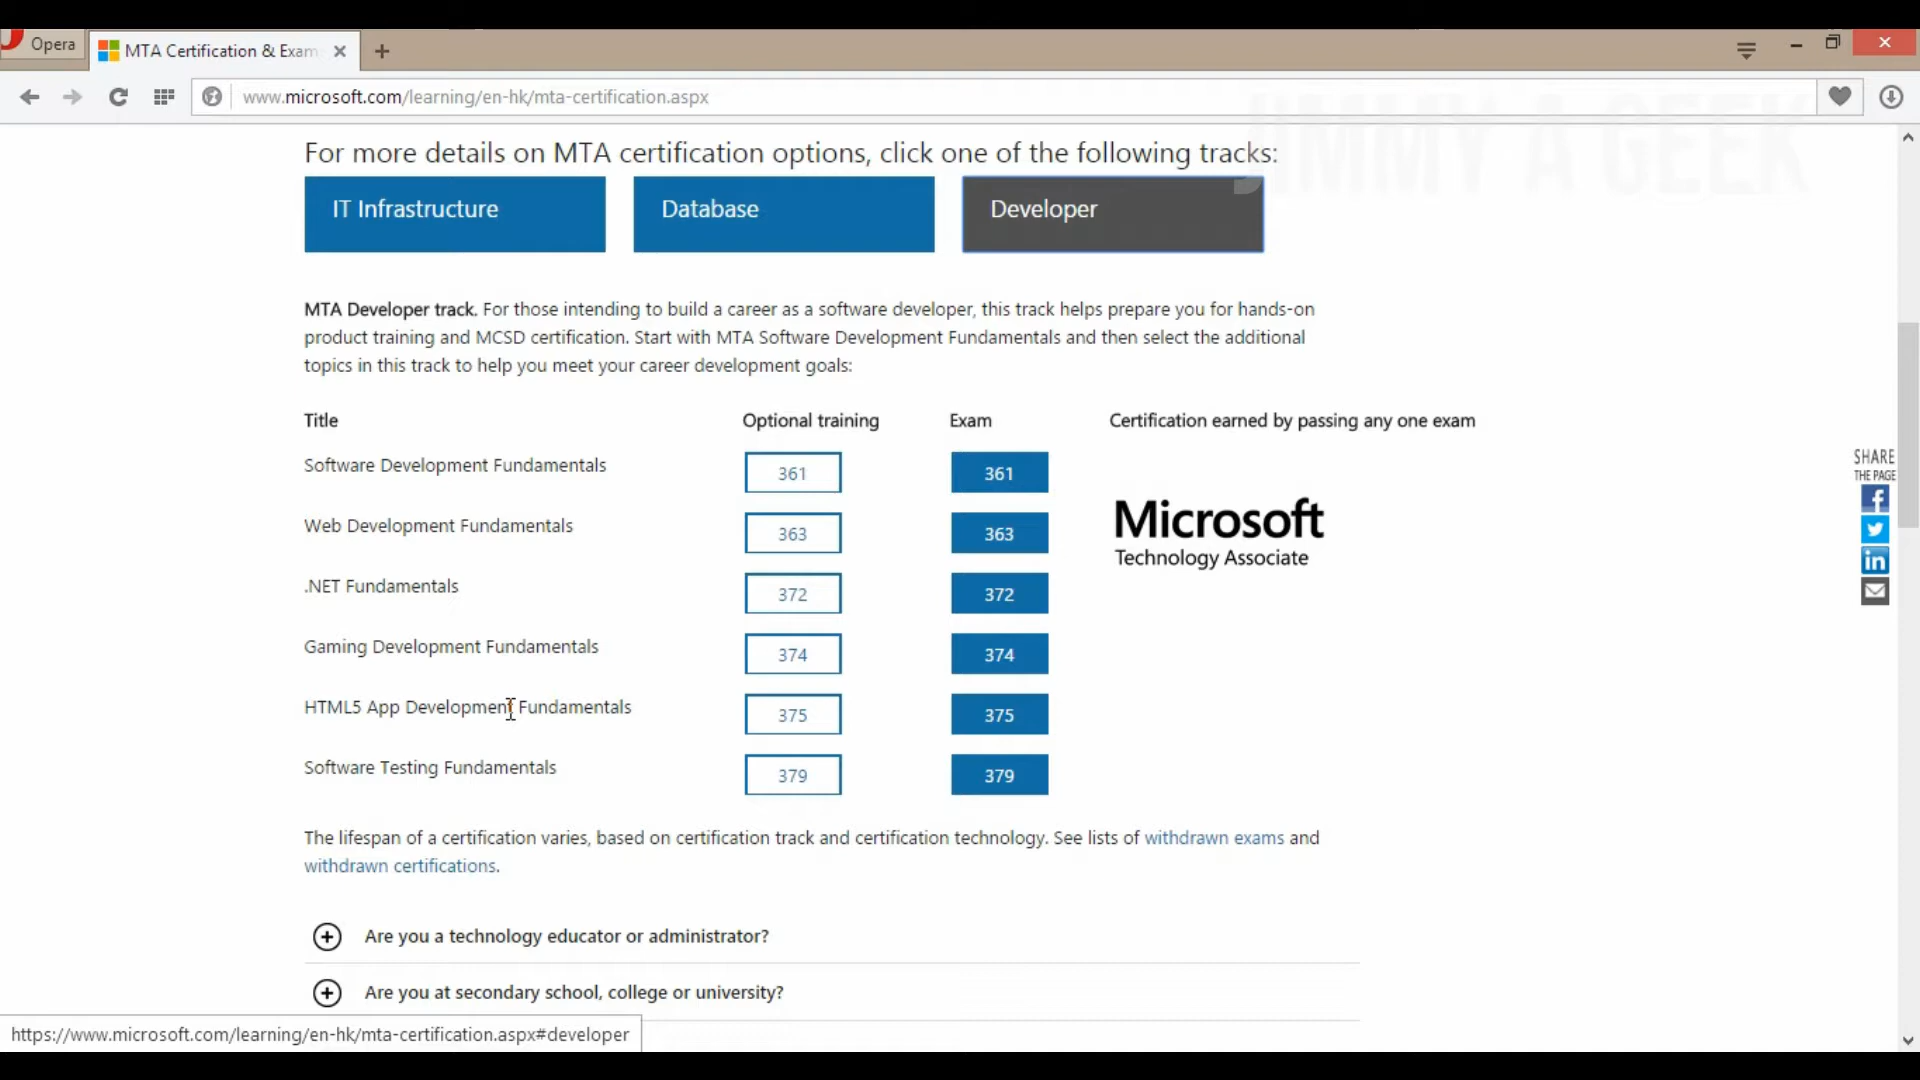 Opera
MTA Certification & Exam
www.microsoft.com/learning/en-hk/mta-certification.aspx
JIMMY A GEEK
For more details on MTA certification options, click one of the following tracks:
IT Infrastructure
Database
Developer
MTA Developer track. For those intending to build a career as a software developer, this track helps prepare you for hands-on
product training and MCSD certification. Start with MTA Software Development Fundamentals and then select the additional
topics in this track to help you meet your career development goals:
Title Optional training Exam Certification earned by passing any one exam
Software Development Fundamentals 361 361
Web Development Fundamentals 363 363
.NET Fundamentals 372 372
Gaming Development Fundamentals 374 374
HTML5 App Development Fundamentals 375 375
Software Testing Fundamentals 379 379
Microsoft
Technology Associate
SHARE
THE PAGE
The lifespan of a certification varies, based on certification track and certification technology. See lists of withdrawn exams and
withdrawn certifications.
Are you a technology educator or administrator?
Are you at secondary school, college or university?
https://www.microsoft.com/learning/en-hk/mta-certification.aspx#developer